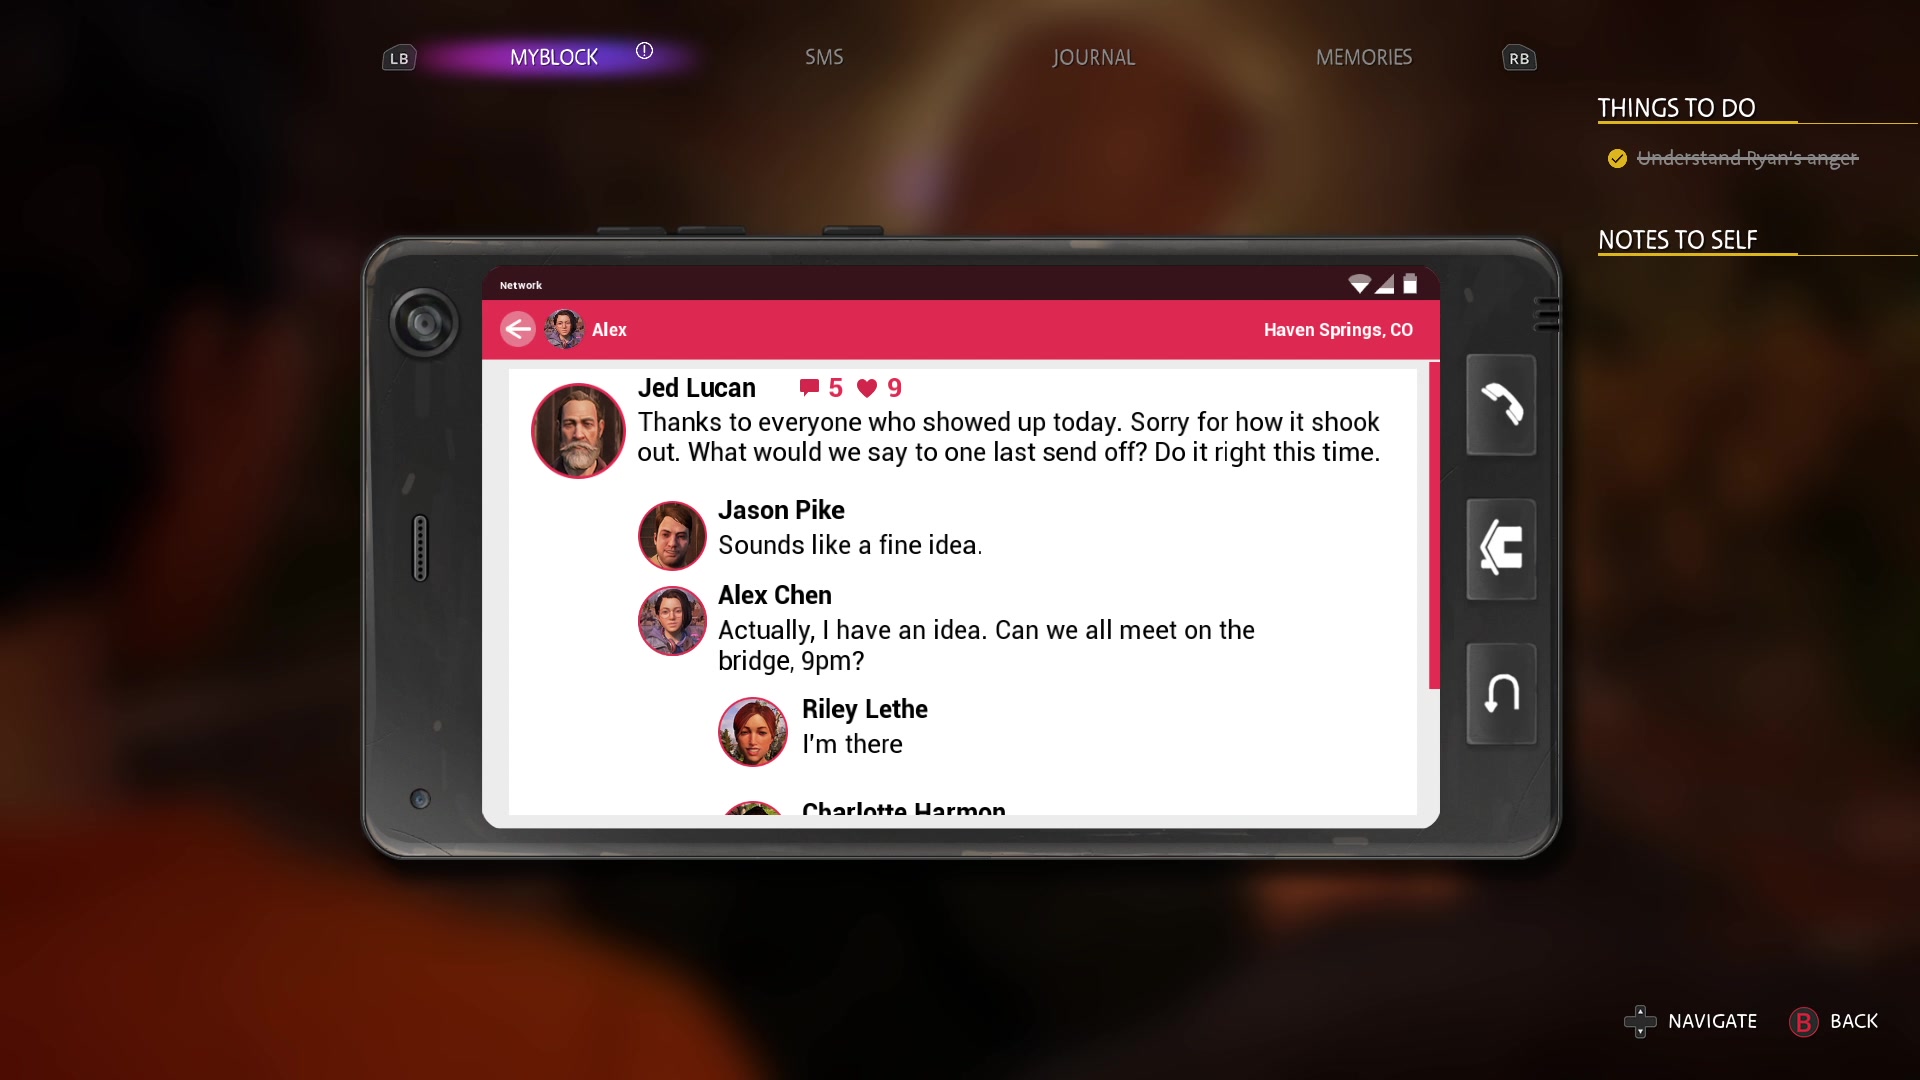 LB
MYBLOCK
SMS
JOURNAL
MEMORIES
RB
THINGS TO DO
Understand Ryan's anger
NOTES TO SELF
Network
Alex
Haven Springs, CO
Jed Lucan 5 9
Thanks to everyone who showed up today. Sorry for how it shook
out. What would we say to one last send off? Do it right this time.
Jason Pike
Sounds like a fine idea.
Alex Chen
Actually, I have an idea. Can we all meet on the
bridge, 9pm?
Riley Lethe
I'm there
Charlotte Harmon
NAVIGATE
B BACK